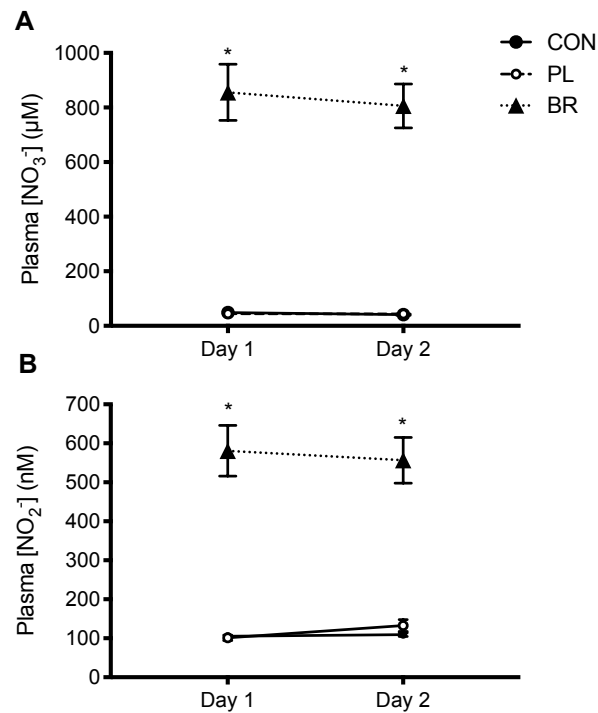 A
CON
PL
BR
1000
800
600
400
200
0
Plasma [NO₃⁻] (µM)
*
*
Day 1
Day 2
B
700
600
500
400
300
200
100
0
Plasma [NO₂⁻] (nM)
*
*
Day 1
Day 2